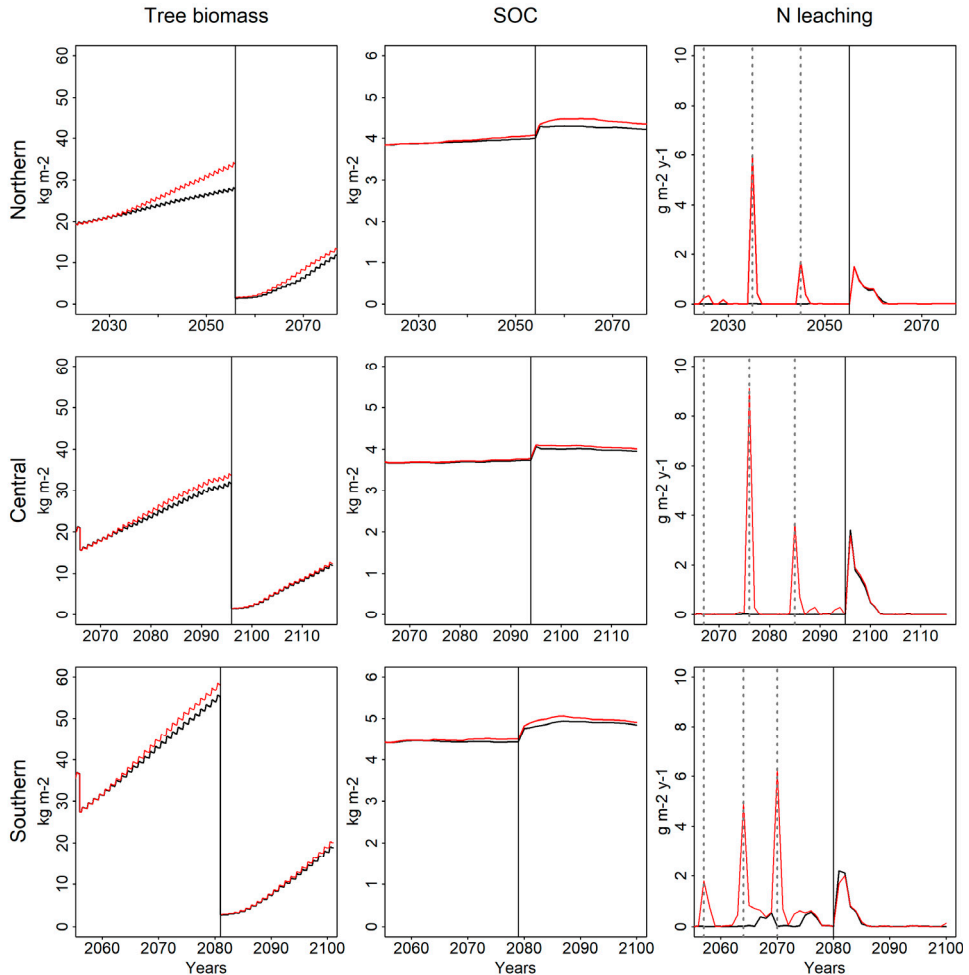 Tree biomass SOC N leaching
Northern
kg m-2
0 10 20 30 40 50 60
2030 2050 2070
kg m-2
0 1 2 3 4 5 6
2030 2050 2070
g m-2 y-1
0 2 4 6 8 10
2030 2050 2070
Central
kg m-2
0 10 20 30 40 50 60
2070 2080 2090 2100 2110
kg m-2
0 1 2 3 4 5 6
2070 2080 2090 2100 2110
g m-2 y-1
0 2 4 6 8 10
2070 2080 2090 2100 2110
Southern
kg m-2
0 10 20 30 40 50 60
2060 2070 2080 2090 2100
Years
kg m-2
0 1 2 3 4 5 6
2060 2070 2080 2090 2100
Years
g m-2 y-1
0 2 4 6 8 10
2060 2070 2080 2090 2100
Years